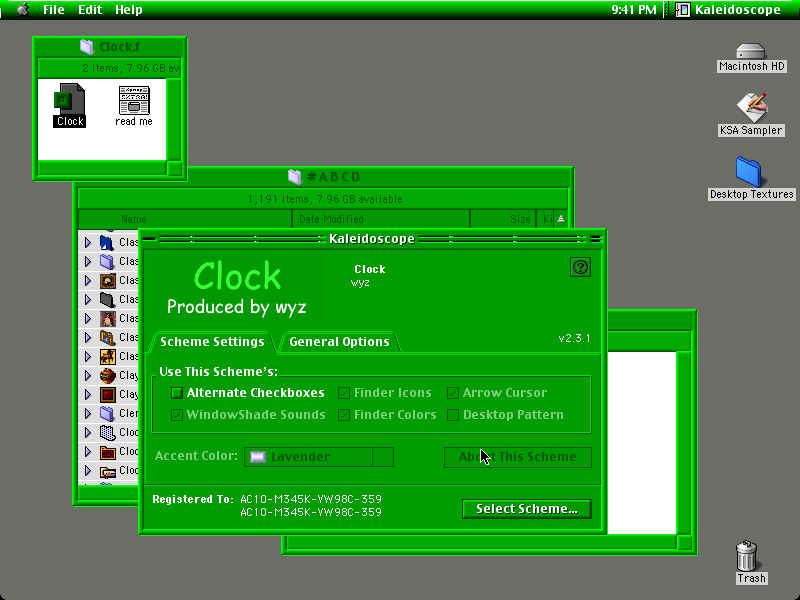 File Edit Help
9:41 PM Kaleidoscope
Clock.f
2 items, 7.96 GB av
Clock
read me
Macintosh HD
KSA Sampler
Desktop Textures
#ABCD
1,191 items, 7.96 GB available
Name Date Modified Size Ki
Clas
Clas
Clas
Clas
Clas
Clas
Clas
Clay
Clay
Cler
Cloc
Cloc
Cloc
Kaleidoscope
Clock
Produced by wyz
Clock
wyz
Scheme Settings General Options v2.3.1
Use This Scheme's:
Alternate Checkboxes Finder Icons Arrow Cursor
WindowShade Sounds Finder Colors Desktop Pattern
Accent Color: Lavender This Scheme
Registered To: AC10-M345K-YW98C-359
AC10-M345K-YW98C-359
Select Scheme...
Trash